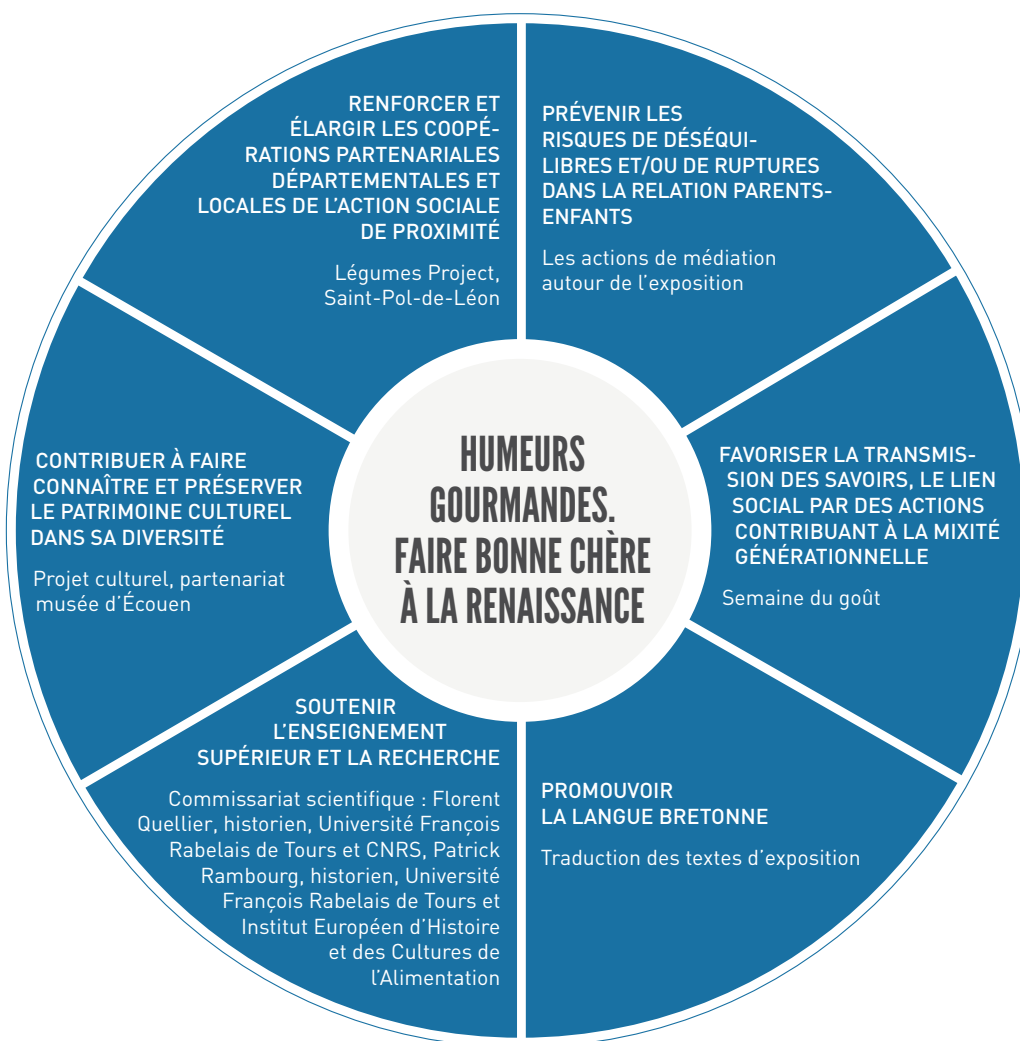 RENFORCER ET
ÉLARGIR LES COOPÉ-
RATIONS PARTENARIALES
DÉPARTEMENTALES ET
LOCALES DE L'ACTION SOCIALE
DE PROXIMITÉ
Légumes Project,
Saint-Pol-de-Léon
PRÉVENIR LES
RISQUES DE DÉSÉQUI-
LIBRES ET/OU DE RUPTURES
DANS LA RELATION PARENTS-
ENFANTS
Les actions de médiation
autour de l'exposition
CONTRIBUER À FAIRE
CONNAÎTRE ET PRÉSERVER
LE PATRIMOINE CULTUREL
DANS SA DIVERSITÉ
Projet culturel, partenariat
musée d'Écouen
HUMEURS
GOURMANDES.
FAIRE BONNE CHÈRE
À LA RENAISSANCE
FAVORISER LA TRANSMIS-
SION DES SAVOIRS, LE LIEN
SOCIAL PAR DES ACTIONS
CONTRIBUANT À LA MIXITÉ
GÉNÉRATIONNELLE
Semaine du goût
SOUTENIR
L'ENSEIGNEMENT
SUPÉRIEUR ET LA RECHERCHE
Commissariat scientifique : Florent
Quellier, historien, Université François
Rabelais de Tours et CNRS, Patrick
Rambourg, historien, Université
François Rabelais de Tours et
Institut Européen d'Histoire
et des Cultures de
l'Alimentation
PROMOUVOIR
LA LANGUE BRETONNE
Traduction des textes d'exposition